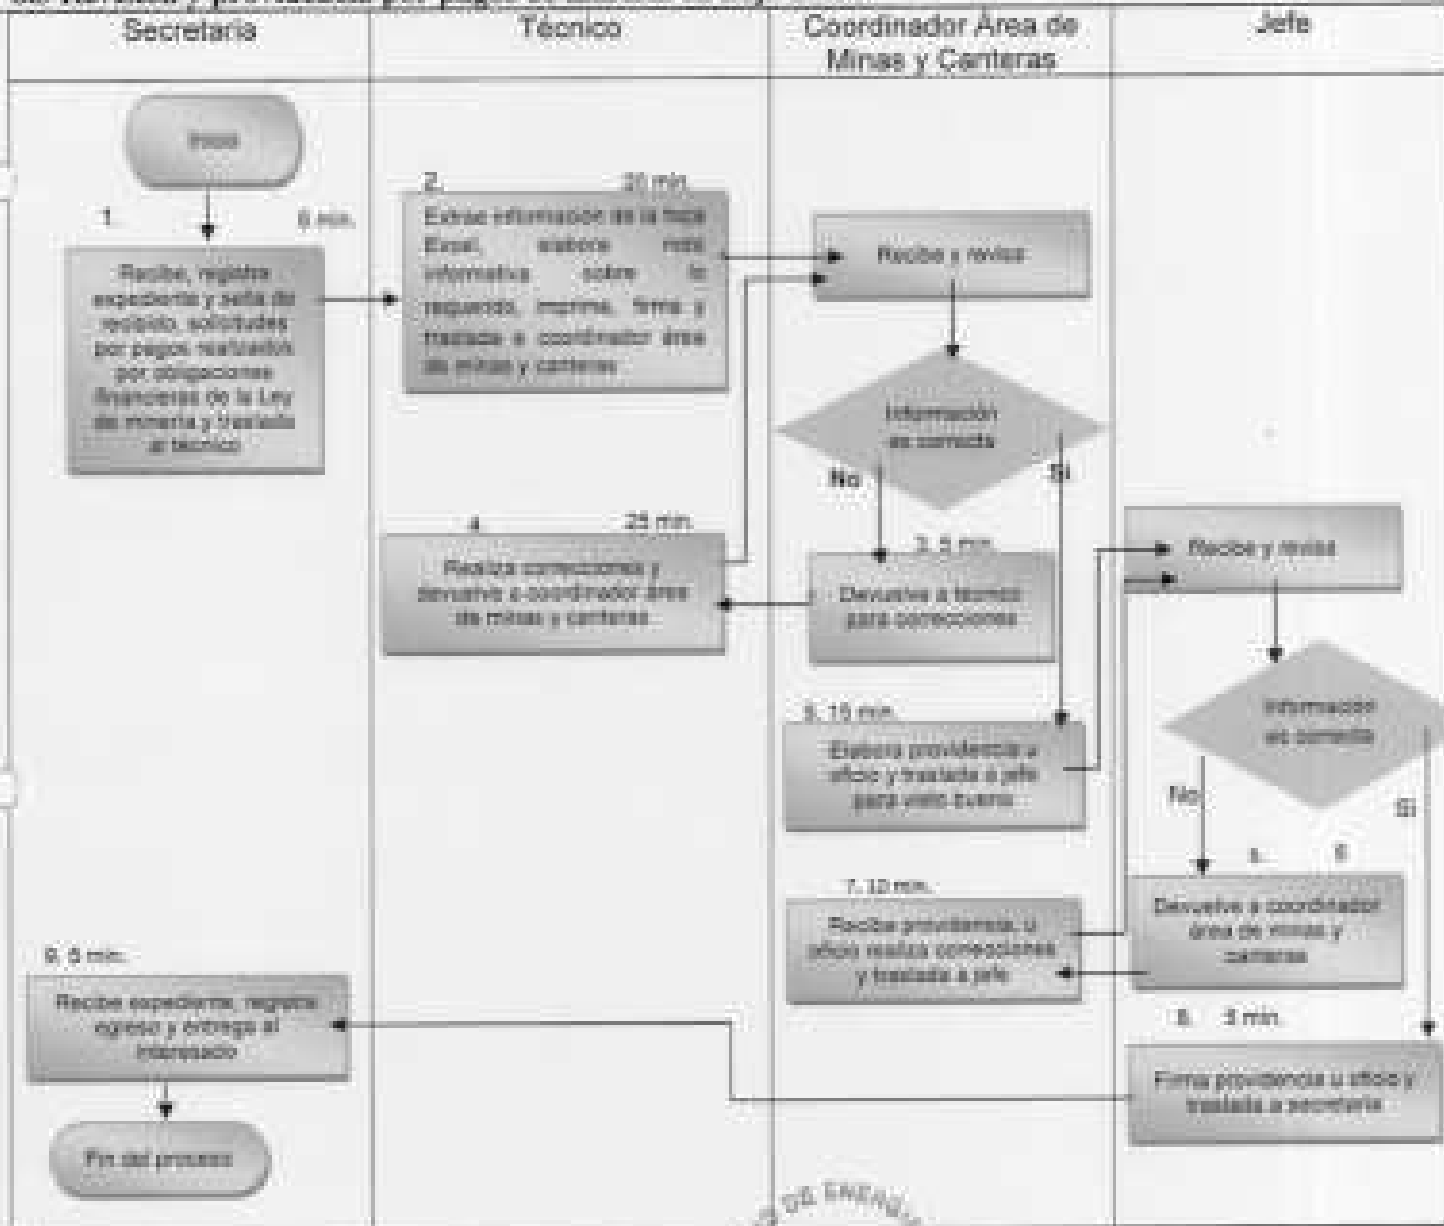 Secretaria
Técnico
Coordinador Área de
Minas y Canteras
Jefe
Inicio
1.
5 min.
Recibe, registra
expediente y sella de
recibido, solicitudes
por pagos realizados
por obligaciones
financieras de la Ley
de minería y traslada
al técnico
2.
20 min.
Extrae información de la hoja
Excel, elabora nota
informativa sobre lo
requerido, imprime, firma y
traslada a coordinador área
de minas y canteras
Recibe y revisa
Información
es correcta
No
Si
3. 5 min.
Devuelve a técnico
para correcciones
4.
25 min.
Realiza correcciones y
devuelve a coordinador área
de minas y canteras
15 min.
Elabora providencia u
oficio y traslada a jefe
para visto bueno
Recibe y revisa
Información
es correcta
No
Si
Devuelve a coordinador
área de minas y
canteras
7. 10 min.
Recibe providencia, u
oficio realiza correcciones
y traslada a jefe
8.
min.
Firma providencia u oficio y
traslada a secretaria
9. 5 min.
Recibe expediente, registra
egreso y entrega al
interesado
Fin del proceso
DE ENERG